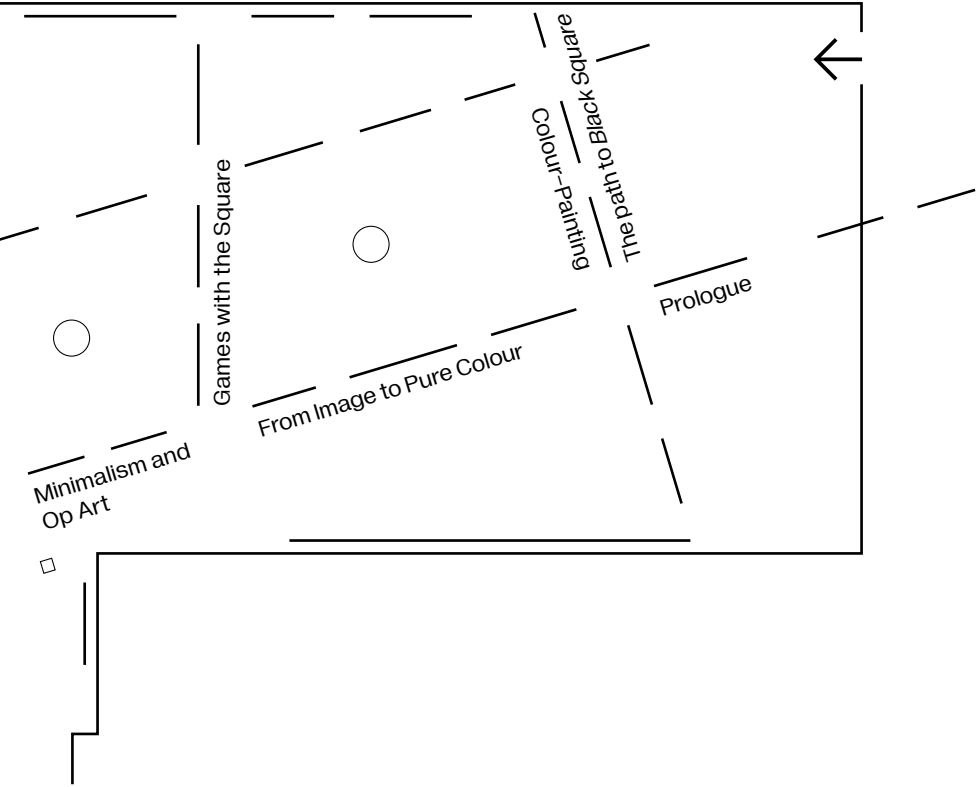 The path to Black Square
Colour-Painting
Games with the Square
Prologue
From Image to Pure Colour
Minimalism and
Op Art